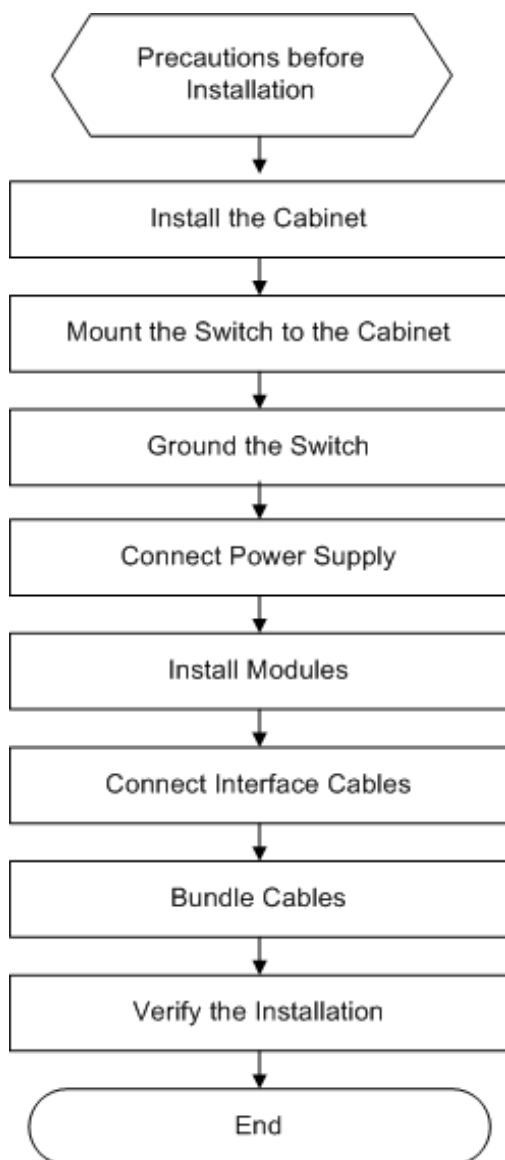 Precautions before
Installation
Install the Cabinet
Mount the Switch to the Cabinet
Ground the Switch
Connect Power Supply
Install Modules
Connect Interface Cables
Bundle Cables
Verify the Installation
End